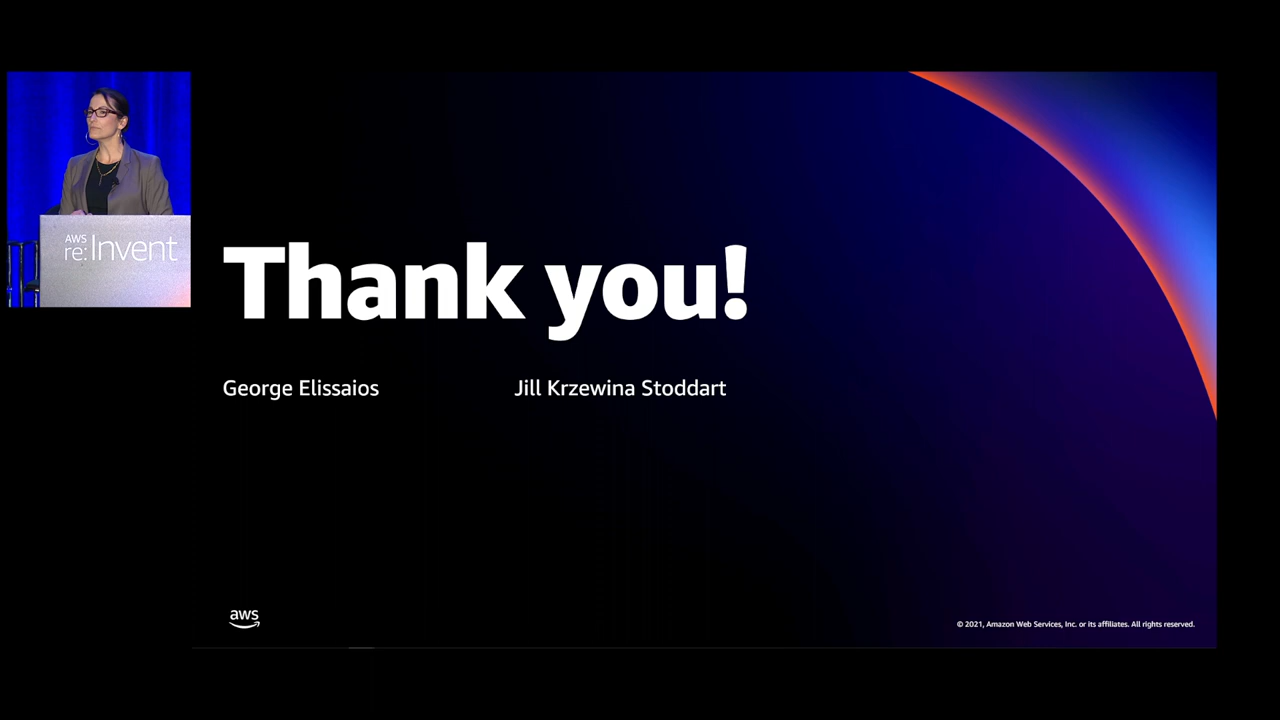 AWS
re:Invent
Thank you!
George Elissaios
Jill Krzewina Stoddart
aws
© 2021, Amazon Web Services, Inc. or its affiliates. All rights reserved.